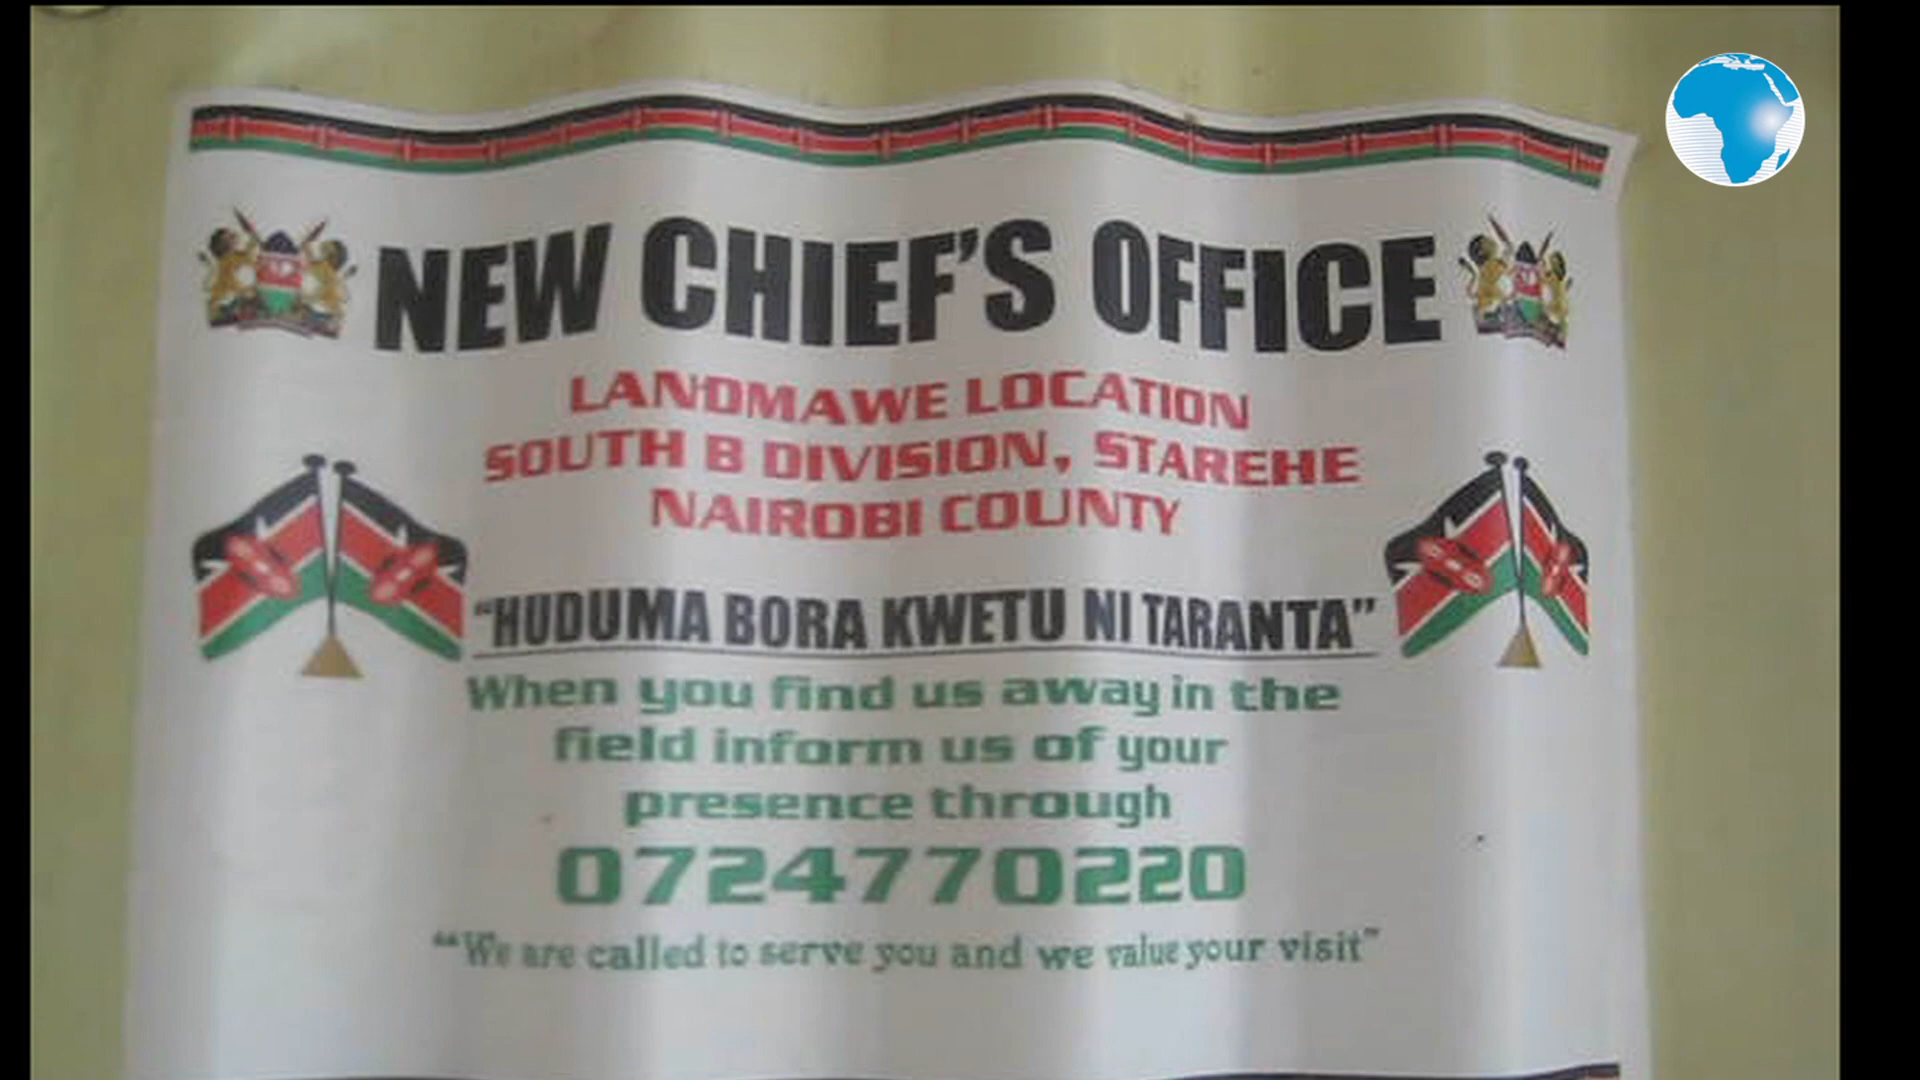 NEW CHIEF'S OFFICE
LANDMAWE LOCATION
SOUTH B DIVISION, STAREHE
NAIROBI COUNTY
"HUDUMA BORA KWETU NI TARANTA"
When you find us away in the
field inform us of your
presence through
0724770220
"We are called to serve you and we value your visit"